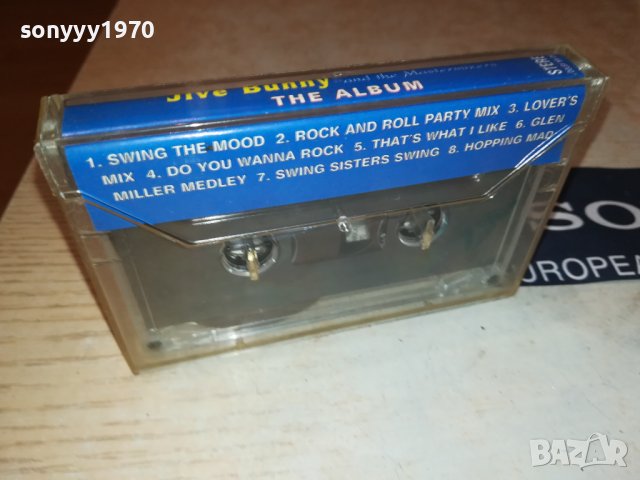 sonyyy1970
Jive Bunny and the Mastermixers
THE ALBUM
STEREO
1. SWING THE MOOD 2. ROCK AND ROLL PARTY MIX 3. LOVER'S
MIX 4. DO YOU WANNA ROCK 5. THAT'S WHAT I LIKE 6. GLEN
MILLER MEDLEY 7. SWING SISTERS SWING 8. HOPPING MAD
SO
UROPEA
BAZAR